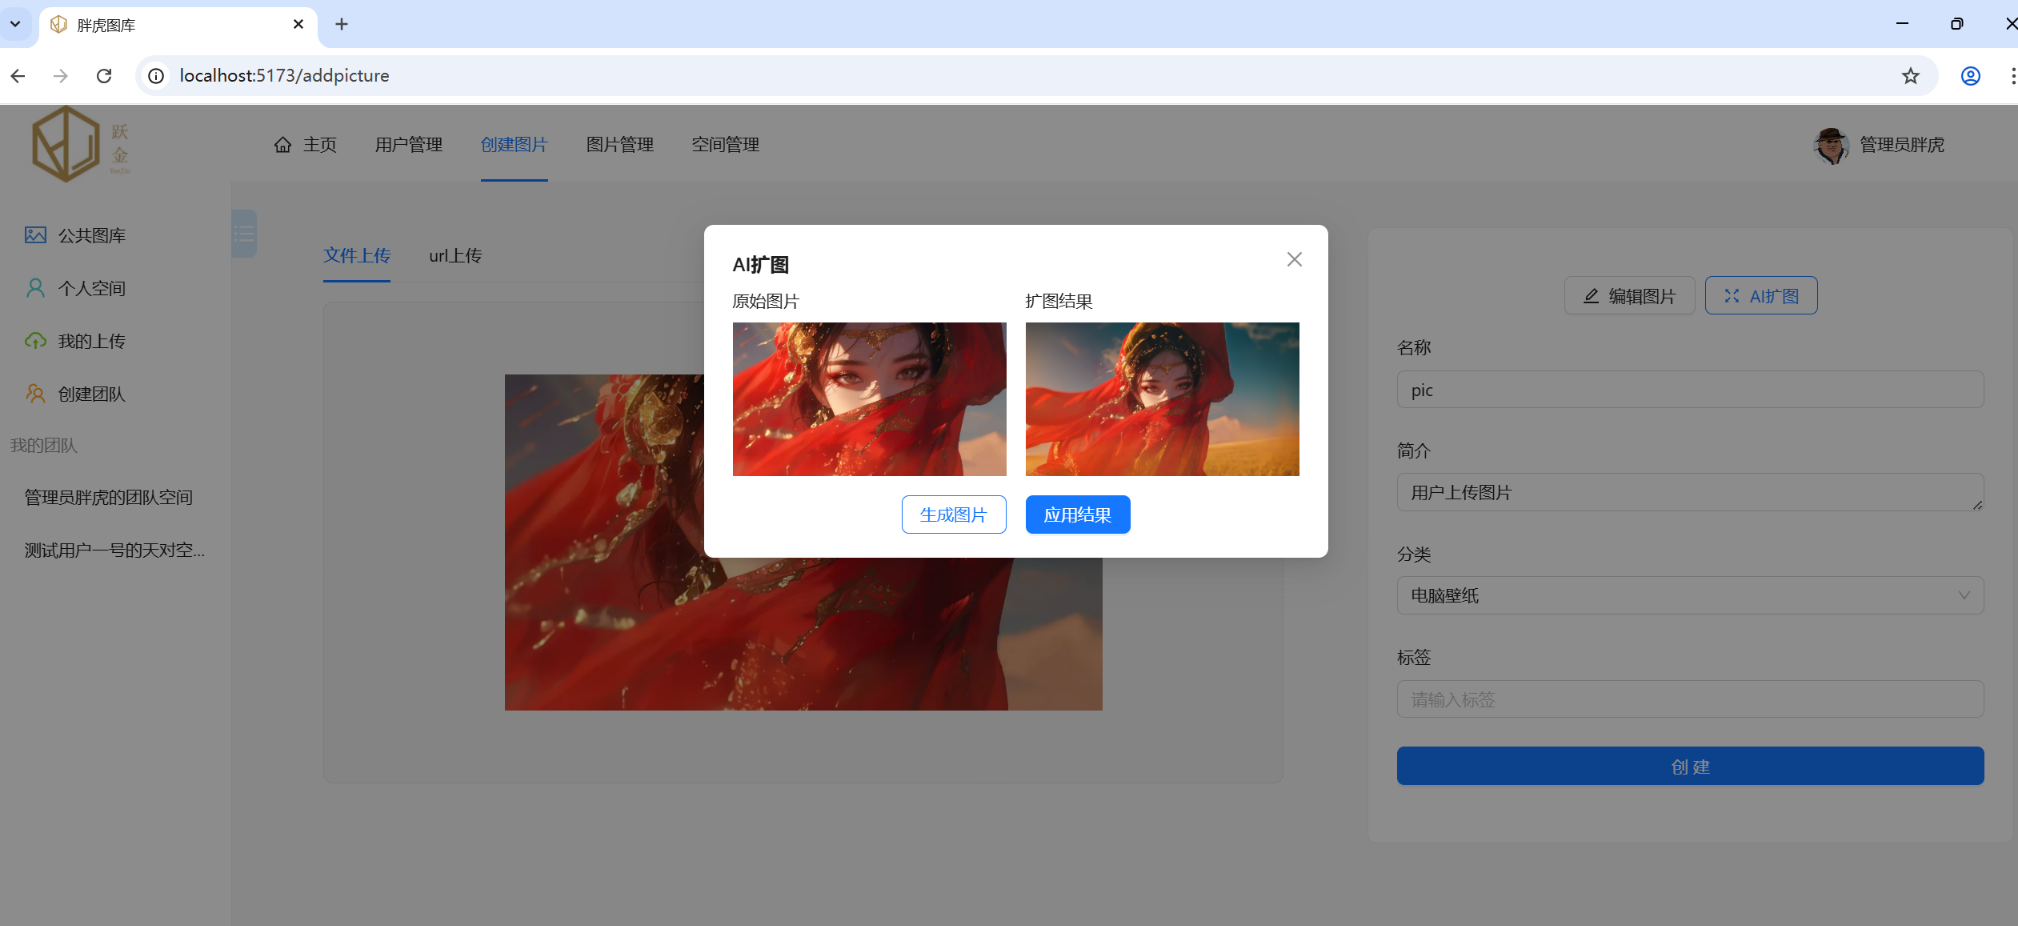 胖虎图库
localhost:5173/addpicture
跃金
主页
用户管理
创建图片
图片管理
空间管理
管理员胖虎
公共图库
个人空间
我的上传
创建团队
我的团队
管理员胖虎的团队空间
测试用户一号的天对空...
文件上传
url上传
AI扩图
原始图片
扩图结果
生成图片
应用结果
编辑图片
AI扩图
名称
pic
简介
用户上传图片
分类
电脑壁纸
标签
请输入标签
创 建